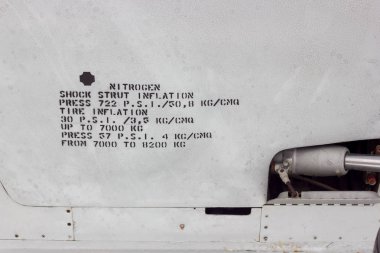 NITROGEN
SHOCK STRUT INFLATION
PRESS 722 P.S.I./50,8 KG/CMQ
TIRE INFLATION
30 P.S.I. /3,5 KG/CMQ
UP TO 7000 KG
PRESS 57 P.S.I. 4 KG/CMQ
FROM 7000 TO 8200 KG